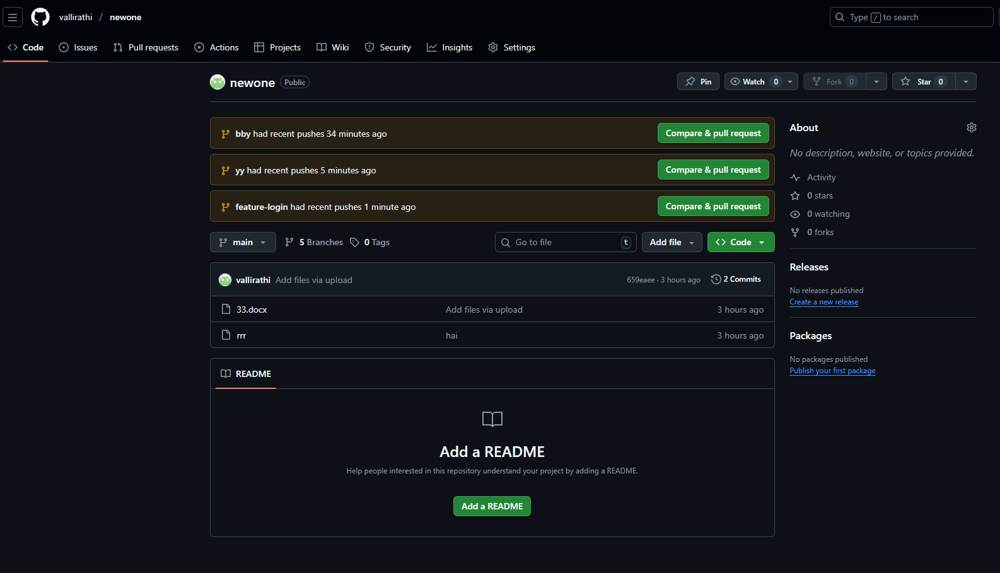 vallirathi / newone
Type / to search
Code Issues Pull requests Actions Projects Wiki Security Insights Settings
newone Public
Pin Watch 0 Fork 0 Star 0
bby had recent pushes 34 minutes ago Compare & pull request
yy had recent pushes 5 minutes ago Compare & pull request
feature-login had recent pushes 1 minute ago Compare & pull request
main 5 Branches 0 Tags Go to file t Add file Code
vallirathi Add files via upload 659eaee · 3 hours ago 2 Commits
33.docx Add files via upload 3 hours ago
rrr hai 3 hours ago
README
Add a README
Help people interested in this repository understand your project by adding a README.
Add a README
About
No description, website, or topics provided.
Activity
0 stars
0 watching
0 forks
Releases
No releases published
Create a new release
Packages
No packages published
Publish your first package